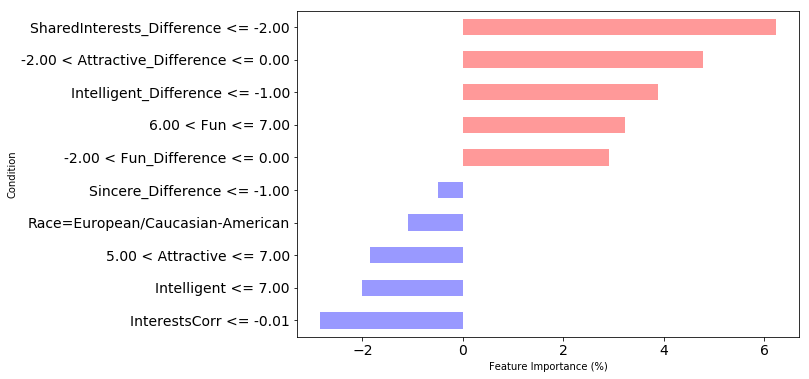 SharedInterests_Difference <= -2.00
-2.00 < Attractive_Difference <= 0.00
Intelligent_Difference <= -1.00
6.00 < Fun <= 7.00
-2.00 < Fun_Difference <= 0.00
Sincere_Difference <= -1.00
Race=European/Caucasian-American
5.00 < Attractive <= 7.00
Intelligent <= 7.00
InterestsCorr <= -0.01
Condition
−2 0 2 4 6
Feature Importance (%)